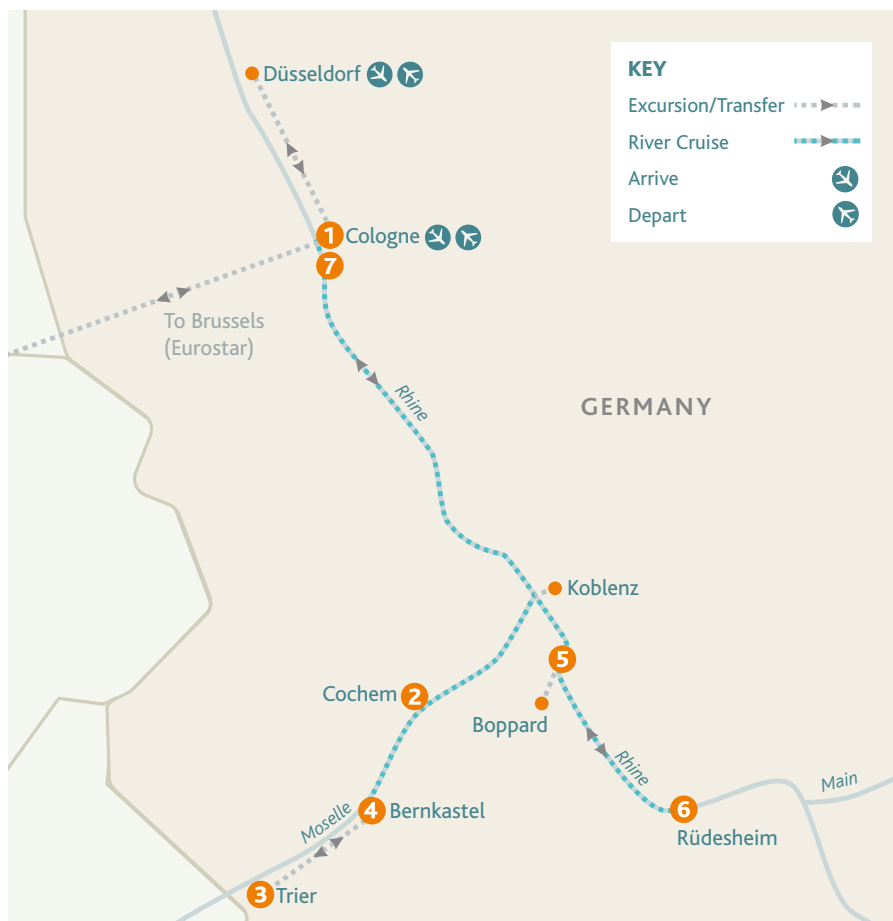 Düsseldorf
KEY
Excursion/Transfer
River Cruise
Arrive
Depart
1 Cologne
7
To Brussels
(Eurostar)
Rhine
GERMANY
Koblenz
5
Cochem 2
Boppard
Rhine
Main
Moselle
4 Bernkastel
6
Rüdesheim
3 Trier